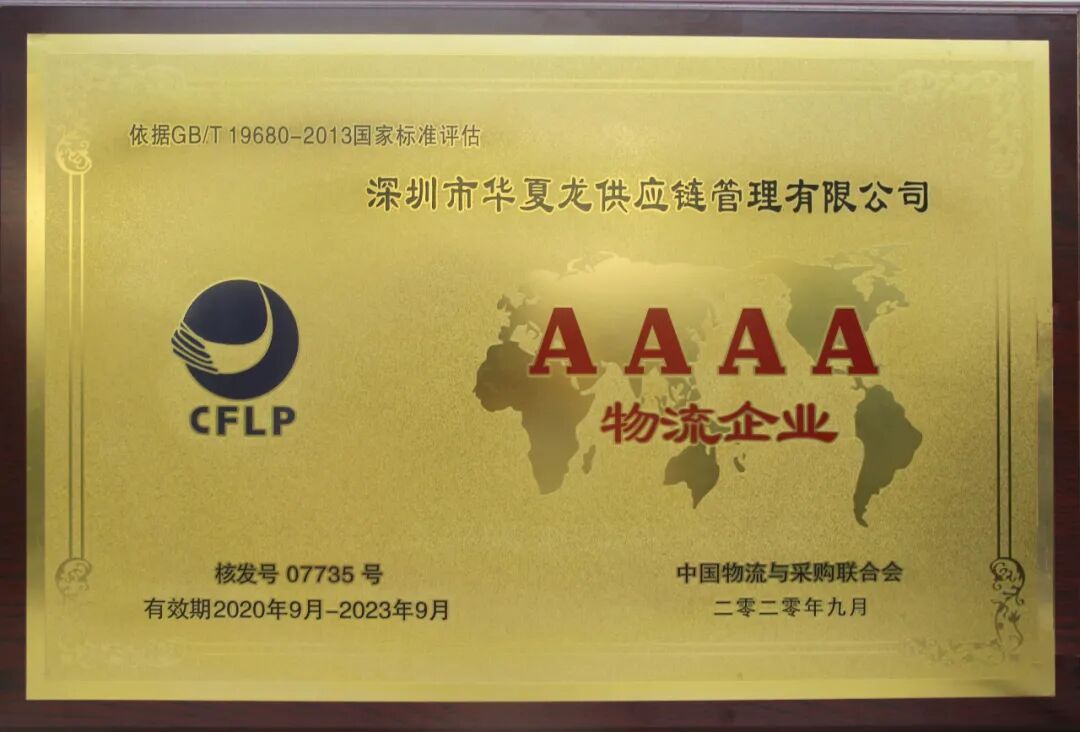 依据GB/T 19680-2013国家标准评估
深圳市华夏龙供应链管理有限公司
CFLP
AAAA
物流企业
核发号 07735 号
有效期2020年9月-2023年9月
中国物流与采购联合会
二零二零年九月